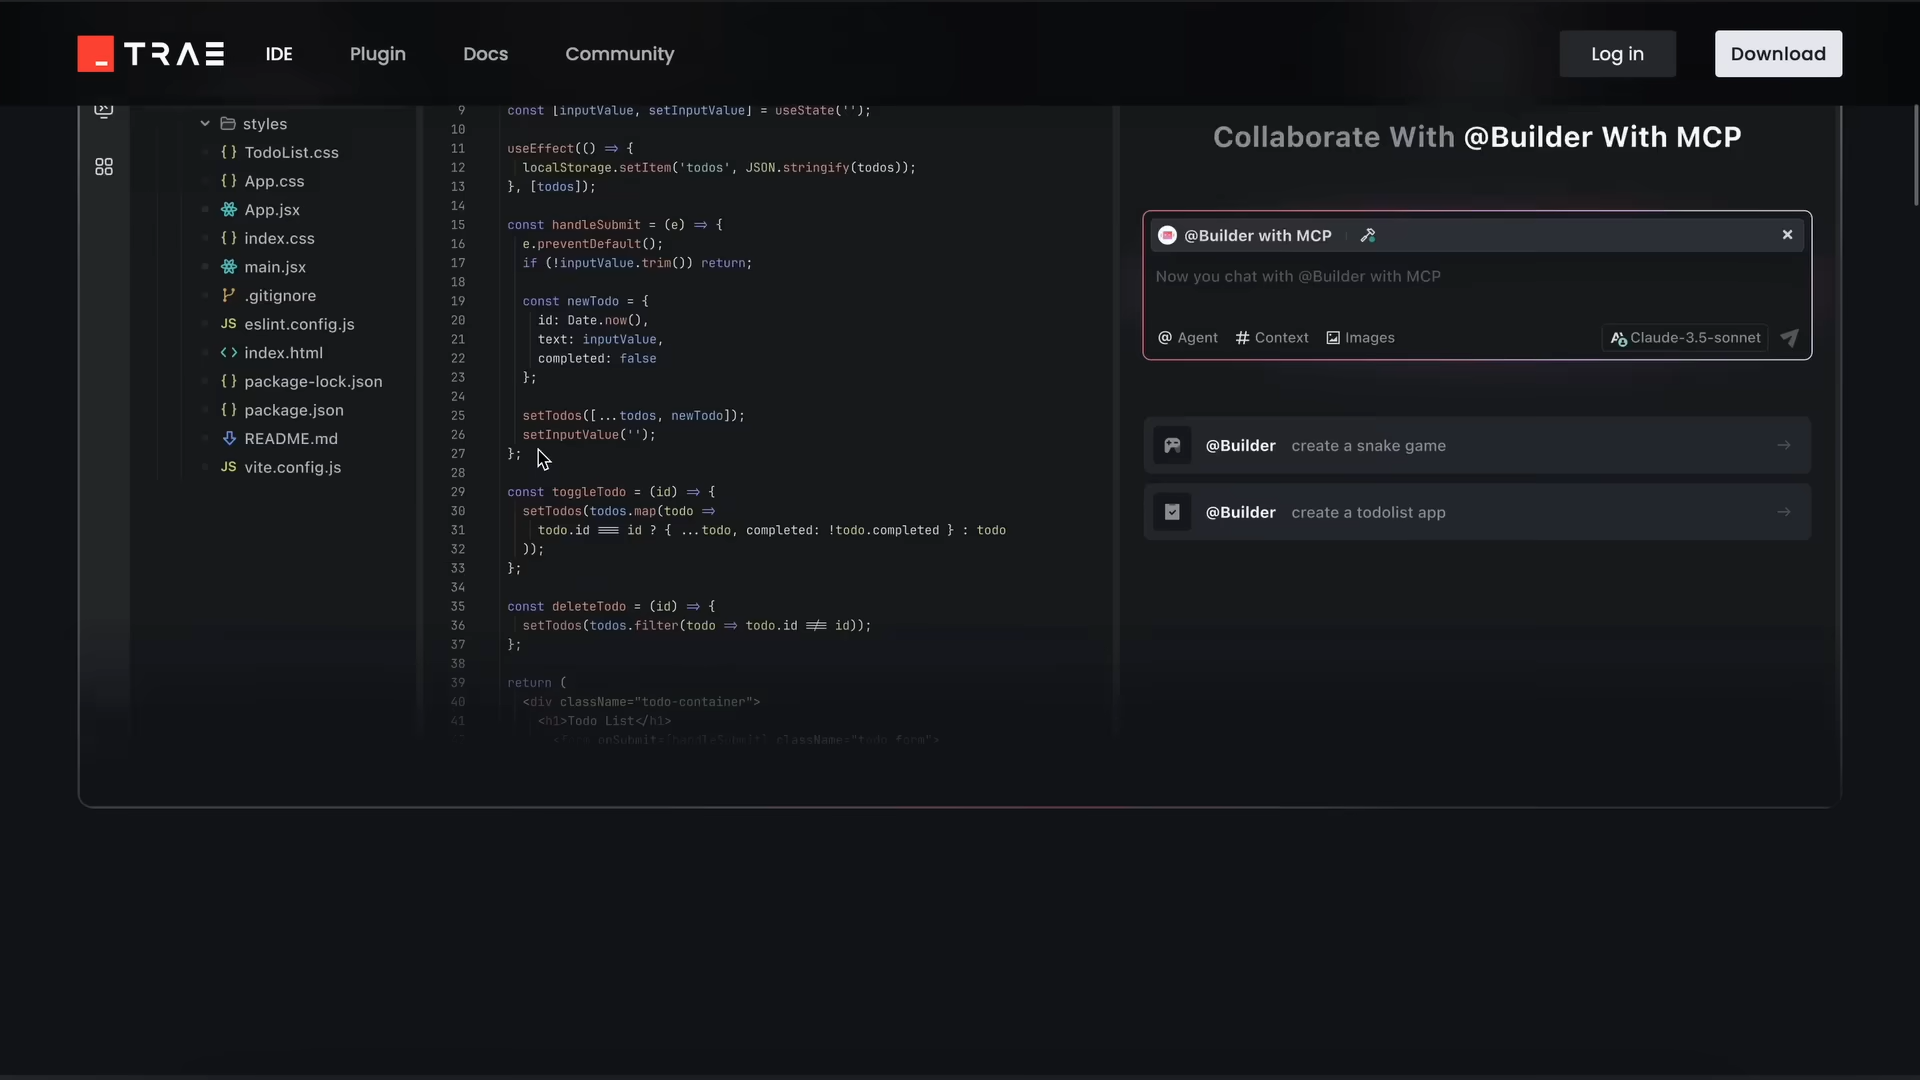 TRAE
IDE
Plugin
Docs
Community
Log in
Download
styles
TodoList.css
App.css
App.jsx
index.css
main.jsx
.gitignore
JS eslint.config.js
index.html
package-lock.json
package.json
README.md
JS vite.config.js
9 const [inputValue, setInputValue] = useState('');
10
11 useEffect(() => {
12 localStorage.setItem('todos', JSON.stringify(todos));
13 }, [todos]);
14
15 const handleSubmit = (e) => {
16 e.preventDefault();
17 if (!inputValue.trim()) return;
18
19 const newTodo = {
20 id: Date.now(),
21 text: inputValue,
22 completed: false
23 };
24
25 setTodos([...todos, newTodo]);
26 setInputValue('');
27 };
28
29 const toggleTodo = (id) => {
30 setTodos(todos.map(todo =>
31 todo.id === id ? { ...todo, completed: !todo.completed } : todo
32 ));
33 };
34
35 const deleteTodo = (id) => {
36 setTodos(todos.filter(todo => todo.id !== id));
37 };
38
39 return (
40 <div className="todo-container">
41 <h1>Todo List</h1>
onSubmit={handleSubmit} className="todo-form">
Collaborate With @Builder With MCP
@Builder with MCP
Now you chat with @Builder with MCP
@ Agent # Context Images
Claude-3.5-sonnet
@Builder create a snake game
@Builder create a todolist app